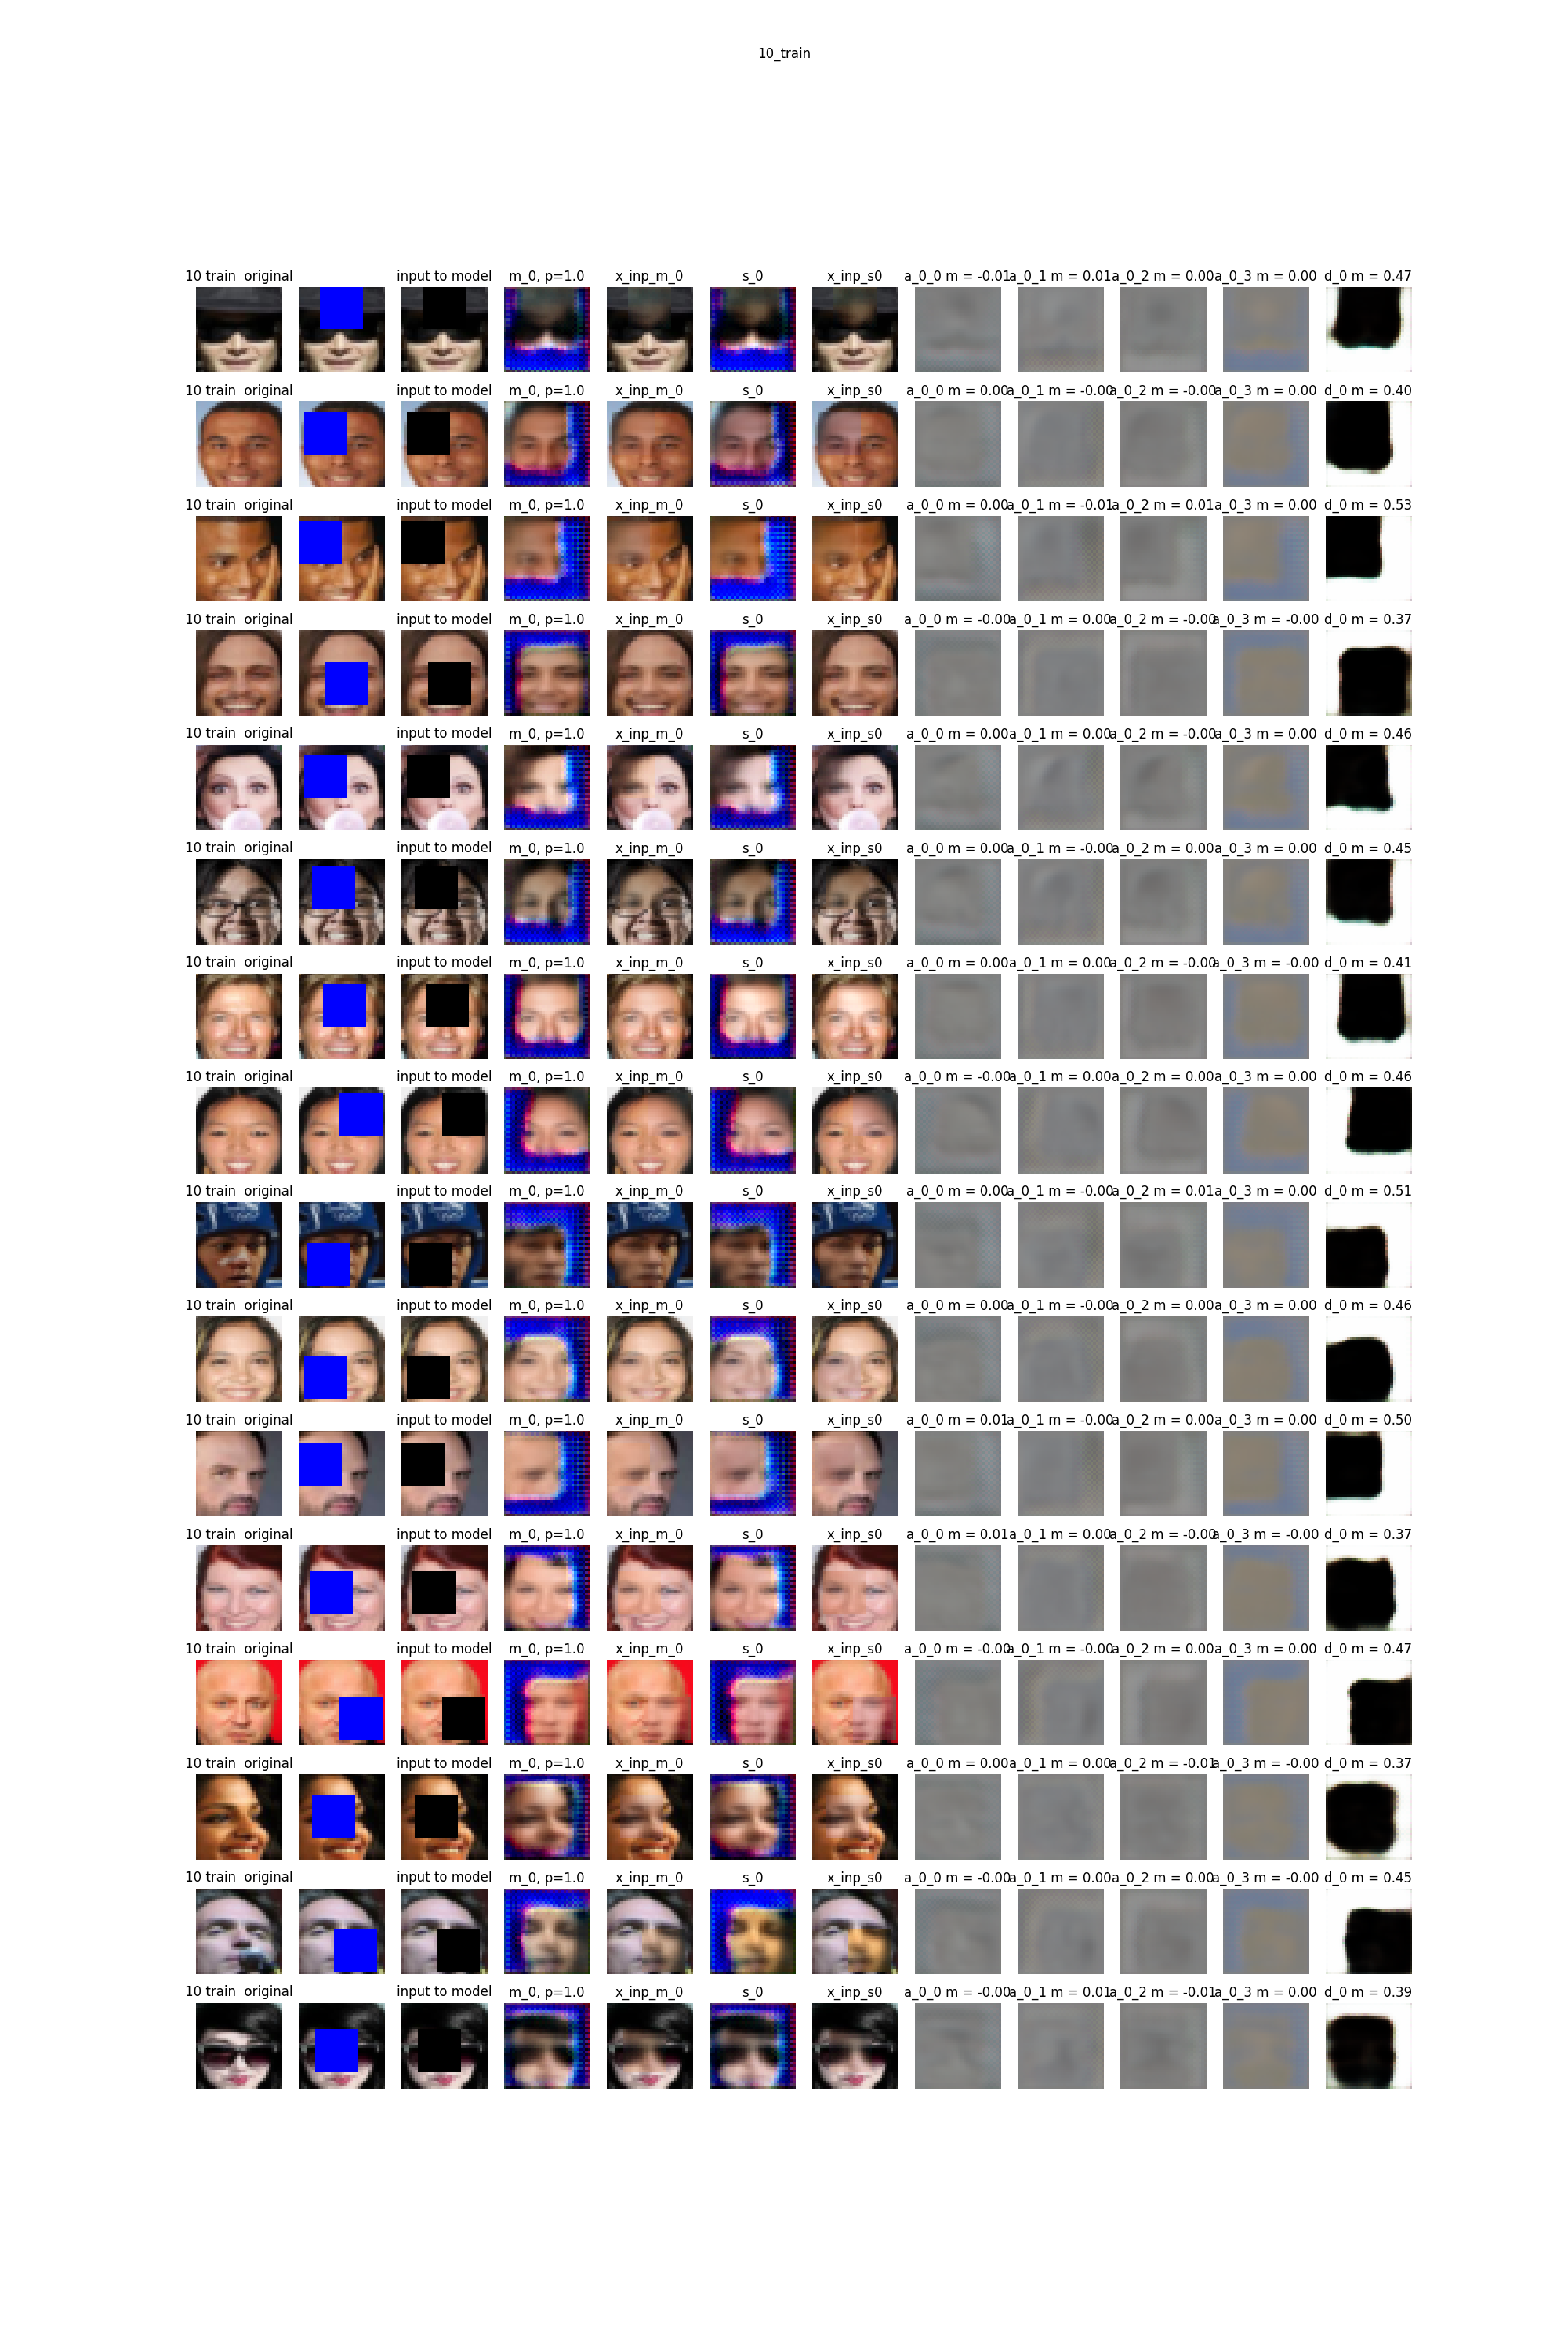 10_train
10 train  original input to model m_0, p=1.0 x_inp_m_0 s_0 x_inp_s0 a_0_0 m = -0.01 a_0_1 m = 0.01 a_0_2 m = 0.00 a_0_3 m = 0.00 d_0 m = 0.47
10 train  original input to model m_0, p=1.0 x_inp_m_0 s_0 x_inp_s0 a_0_0 m = 0.00 a_0_1 m = -0.00 a_0_2 m = -0.00 a_0_3 m = 0.00 d_0 m = 0.40
10 train  original input to model m_0, p=1.0 x_inp_m_0 s_0 x_inp_s0 a_0_0 m = 0.00 a_0_1 m = -0.01 a_0_2 m = 0.01 a_0_3 m = 0.00 d_0 m = 0.53
10 train  original input to model m_0, p=1.0 x_inp_m_0 s_0 x_inp_s0 a_0_0 m = -0.00 a_0_1 m = 0.00 a_0_2 m = -0.00 a_0_3 m = -0.00 d_0 m = 0.37
10 train  original input to model m_0, p=1.0 x_inp_m_0 s_0 x_inp_s0 a_0_0 m = 0.00 a_0_1 m = 0.00 a_0_2 m = -0.00 a_0_3 m = 0.00 d_0 m = 0.46
10 train  original input to model m_0, p=1.0 x_inp_m_0 s_0 x_inp_s0 a_0_0 m = 0.00 a_0_1 m = -0.00 a_0_2 m = 0.00 a_0_3 m = 0.00 d_0 m = 0.45
10 train  original input to model m_0, p=1.0 x_inp_m_0 s_0 x_inp_s0 a_0_0 m = 0.00 a_0_1 m = 0.00 a_0_2 m = -0.00 a_0_3 m = -0.00 d_0 m = 0.41
10 train  original input to model m_0, p=1.0 x_inp_m_0 s_0 x_inp_s0 a_0_0 m = -0.00 a_0_1 m = 0.00 a_0_2 m = 0.00 a_0_3 m = 0.00 d_0 m = 0.46
10 train  original input to model m_0, p=1.0 x_inp_m_0 s_0 x_inp_s0 a_0_0 m = 0.00 a_0_1 m = -0.00 a_0_2 m = 0.01 a_0_3 m = 0.00 d_0 m = 0.51
10 train  original input to model m_0, p=1.0 x_inp_m_0 s_0 x_inp_s0 a_0_0 m = 0.00 a_0_1 m = -0.00 a_0_2 m = 0.00 a_0_3 m = 0.00 d_0 m = 0.46
10 train  original input to model m_0, p=1.0 x_inp_m_0 s_0 x_inp_s0 a_0_0 m = 0.01 a_0_1 m = -0.00 a_0_2 m = 0.00 a_0_3 m = 0.00 d_0 m = 0.50
10 train  original input to model m_0, p=1.0 x_inp_m_0 s_0 x_inp_s0 a_0_0 m = 0.01 a_0_1 m = 0.00 a_0_2 m = -0.00 a_0_3 m = -0.00 d_0 m = 0.37
10 train  original input to model m_0, p=1.0 x_inp_m_0 s_0 x_inp_s0 a_0_0 m = -0.00 a_0_1 m = -0.00 a_0_2 m = 0.00 a_0_3 m = 0.00 d_0 m = 0.47
10 train  original input to model m_0, p=1.0 x_inp_m_0 s_0 x_inp_s0 a_0_0 m = 0.00 a_0_1 m = 0.00 a_0_2 m = -0.01 a_0_3 m = -0.00 d_0 m = 0.37
10 train  original input to model m_0, p=1.0 x_inp_m_0 s_0 x_inp_s0 a_0_0 m = -0.00 a_0_1 m = 0.00 a_0_2 m = 0.00 a_0_3 m = -0.00 d_0 m = 0.45
10 train  original input to model m_0, p=1.0 x_inp_m_0 s_0 x_inp_s0 a_0_0 m = -0.00 a_0_1 m = 0.01 a_0_2 m = -0.01 a_0_3 m = 0.00 d_0 m = 0.39